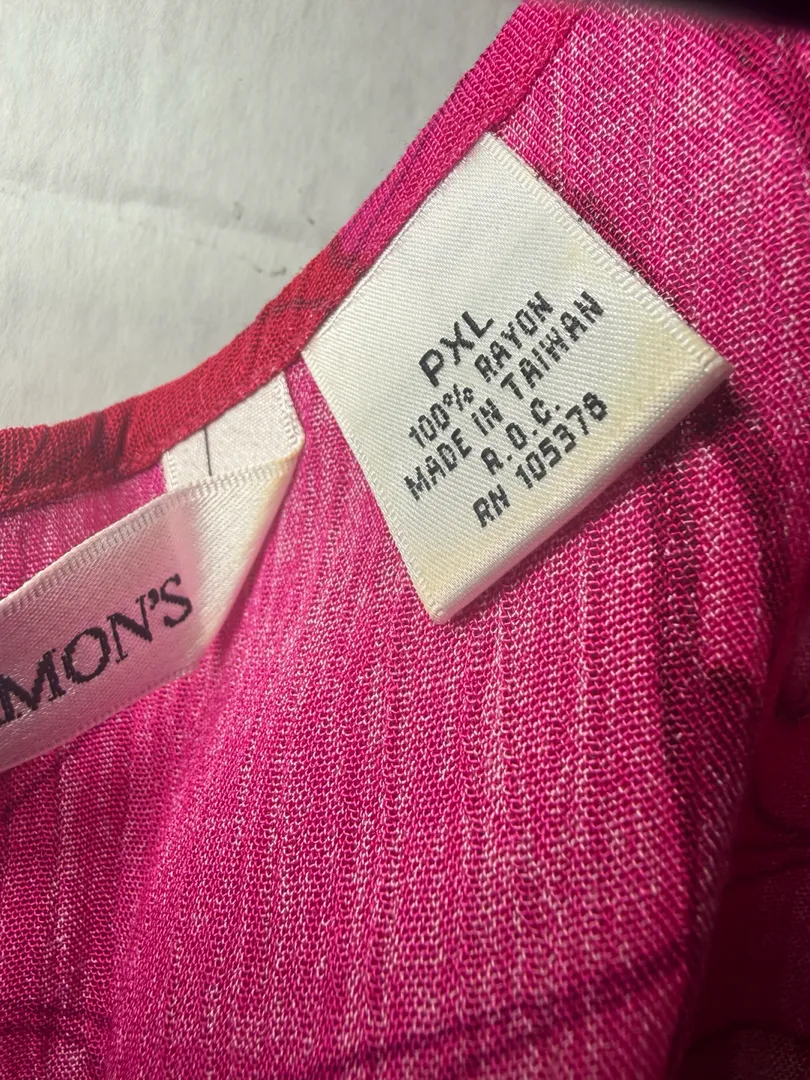 PXL
100% RAYON
MADE IN TAIWAN
R.O.C.
RN 105378
MON'S